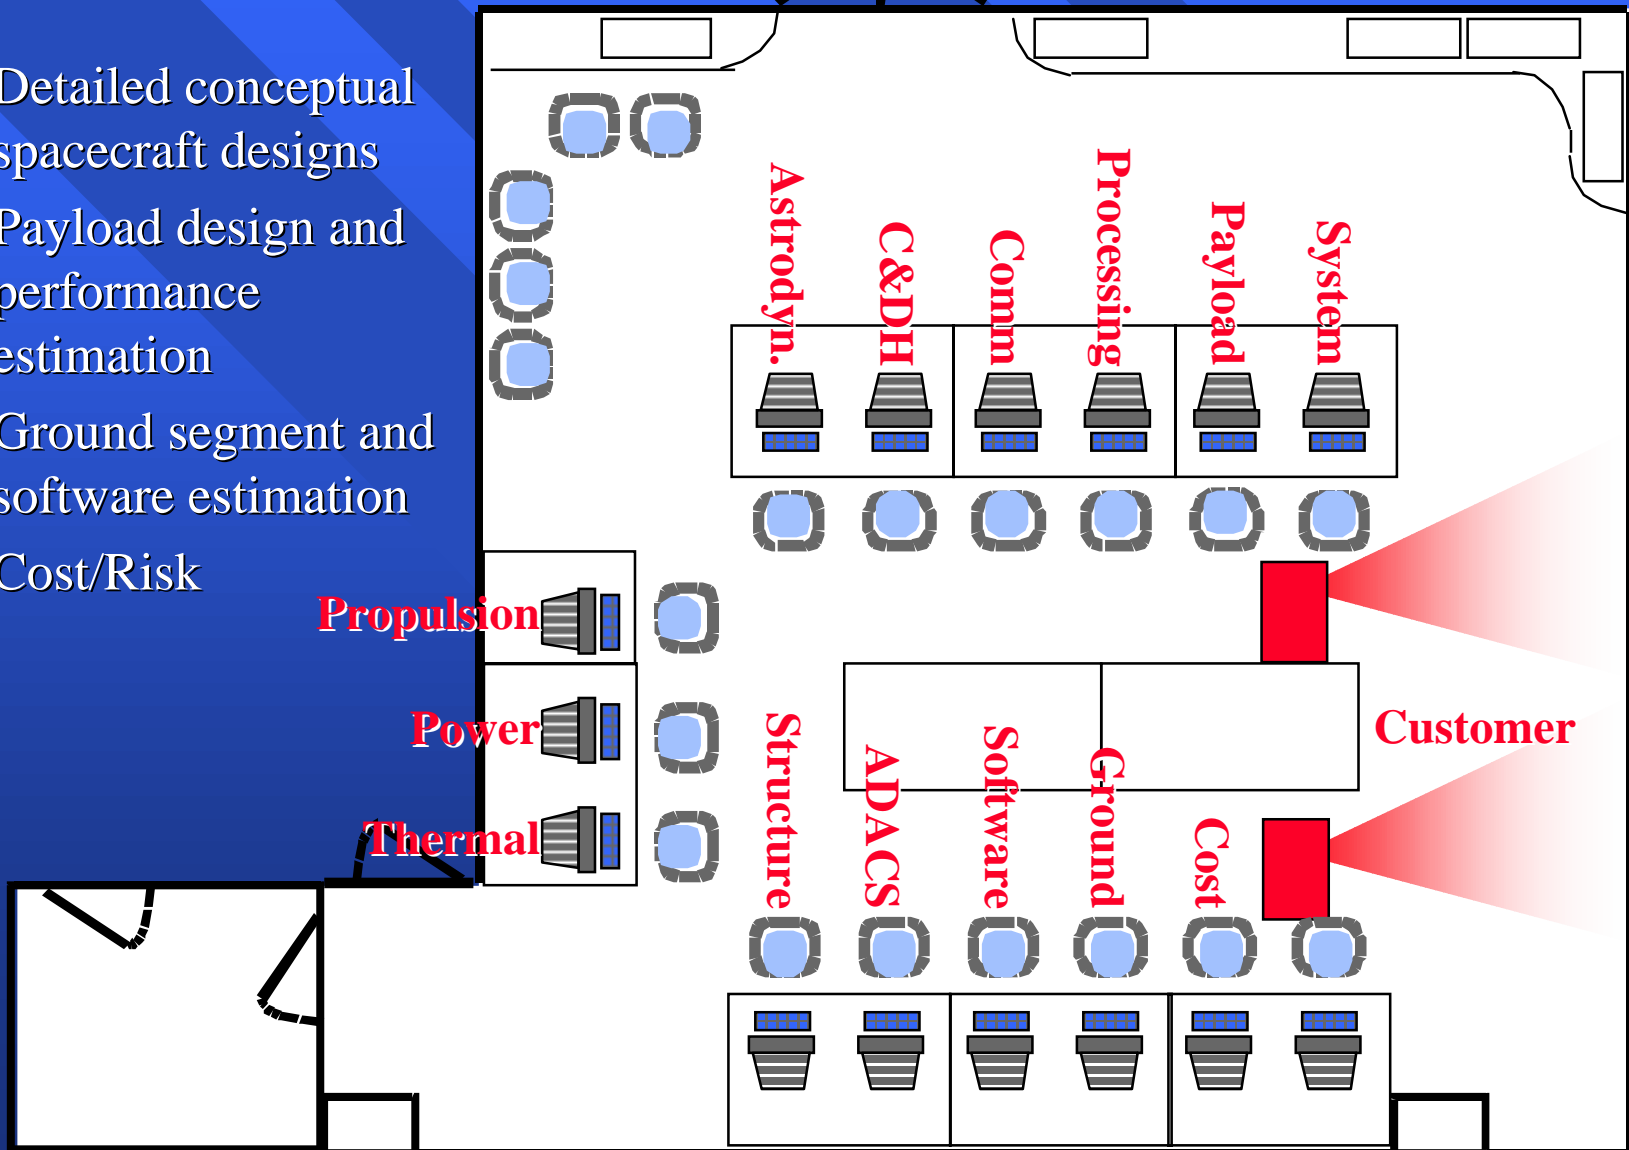 Detailed conceptual
spacecraft designs
Payload design and
performance
estimation
Ground segment and
software estimation
Cost/Risk
Astrodyn.
C&DH
Comm
Processing
Payload
System
Propulsion
Power
Thermal
Customer
Structure
ADACS
Software
Ground
Cost